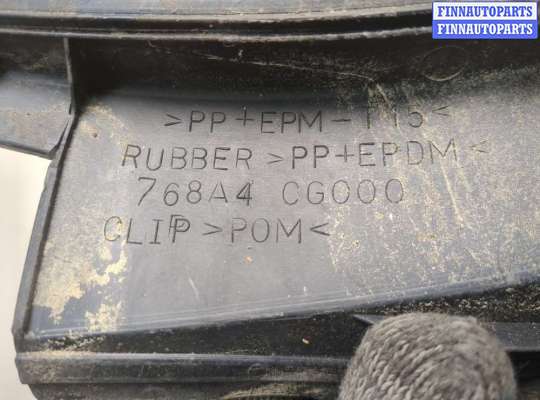 FINNAUTOPARTS
FINNAUTOPARTS
>PP+EPM-T15<
RUBBER >PP+EPDM<
768A4 CG000
CLIP >POM<